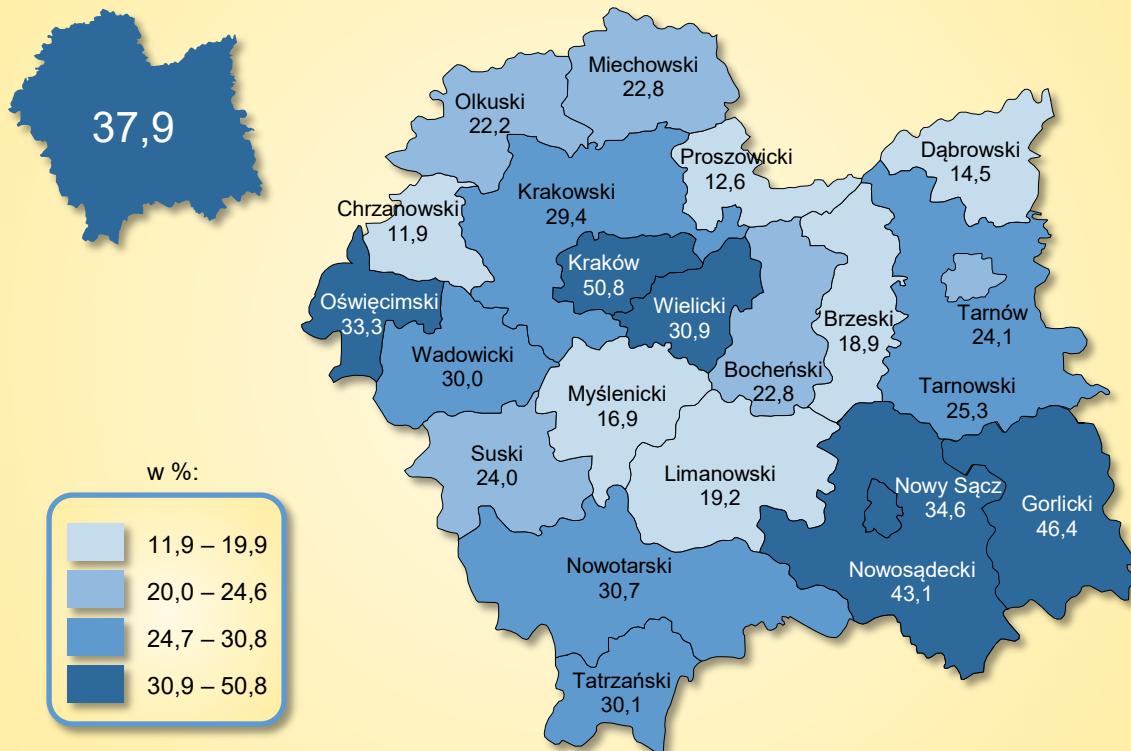 37,9
Miechowski
22,8
Olkuski
22,2
Proszowicki
12,6
Dąbrowski
14,5
Krakowski
29,4
Chrzanowski
11,9
Kraków
50,8
Oświęcimski
33,3
Wielicki
30,9
Brzeski
18,9
Tarnów
24,1
Wadowicki
30,0
Bocheński
22,8
Myślenicki
16,9
Tarnowski
25,3
Suski
24,0
Limanowski
19,2
Nowy Sącz
34,6
Gorlicki
46,4
Nowotarski
30,7
Nowosądecki
43,1
Tatrzański
30,1
w %:
11,9 – 19,9
20,0 – 24,6
24,7 – 30,8
30,9 – 50,8